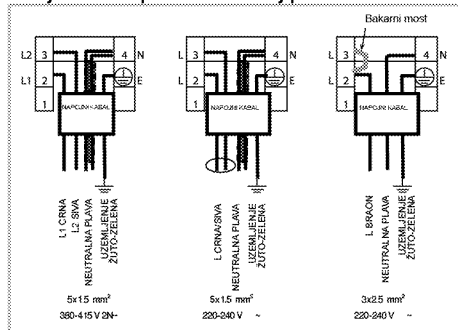 Bakarni most
L2 3 4 N
L1 2 E
1
NAPOJNI KABAL
L1 CRNA
L2 SIVA
NEUTRALNA PLAVA
UZEMLJENJE
ŽUTO-ZELENA
5x1.5 mm²
380-415 V 2N~
L 3 4 N
L 2 E
1
NAPOJNI KABAL
L CRNA/SIVA
NEUTRALNA PLAVA
UZEMLJENJE
ŽUTO-ZELENA
5x1.5 mm²
220-240 V ~
L 3 4 N
L 2 E
1
NAPOJNI KABAL
L BRAON
NEUTRALNA PLAVA
UZEMLJENJE
ŽUTO-ZELENA
3x2.5 mm²
220-240 V ~